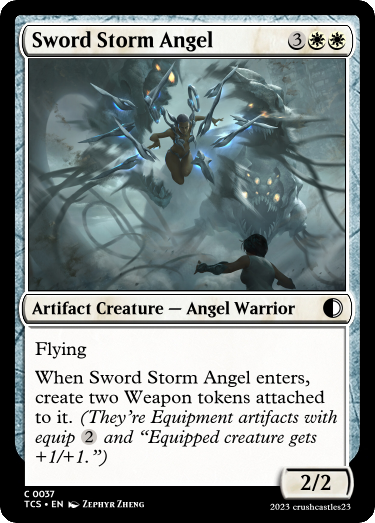 Sword Storm Angel 3
Artifact Creature — Angel Warrior
Flying
When Sword Storm Angel enters,
create two Weapon tokens attached
to it. (They're Equipment artifacts with
equip 2 and “Equipped creature gets
+1/+1.”)
2/2
C 0037
TCS • EN Zephyr Zheng
2023 crushcastles23